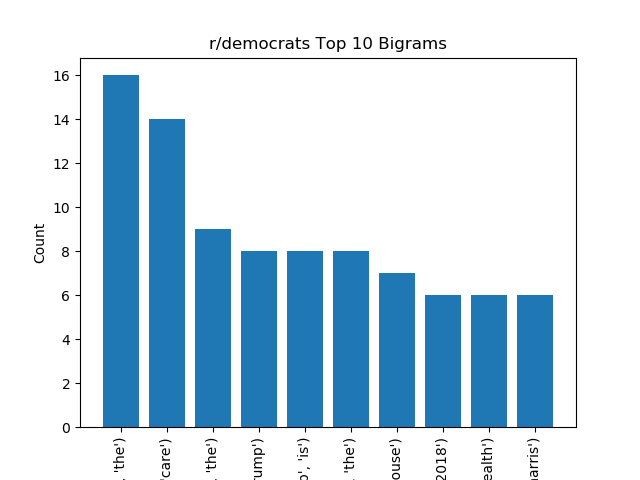 r/democrats Top 10 Bigrams
Count
16
14
12
10
8
6
4
2
0
, 'the')
'care')
, 'the')
rump')
', 'is')
, 'the')
ouse')
2018')
ealth')
arris')